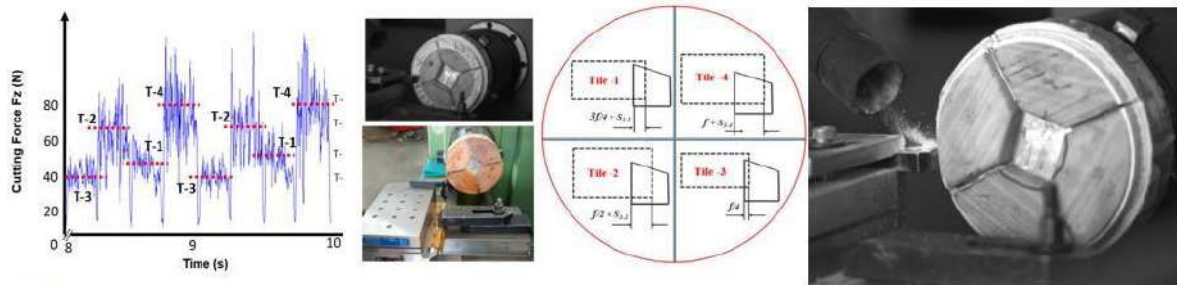 Cutting Force Fz (N)
80
60
40
20
0
8
9
10
Time (s)
T-3
T-2
T-1
T-4
T-3
T-2
T-1
T-4
T-
T-
T-
T-
Tile -1
3f/4 + S
Tile -4
f + S
Tile -2
f/2 + S
Tile -3
f/4